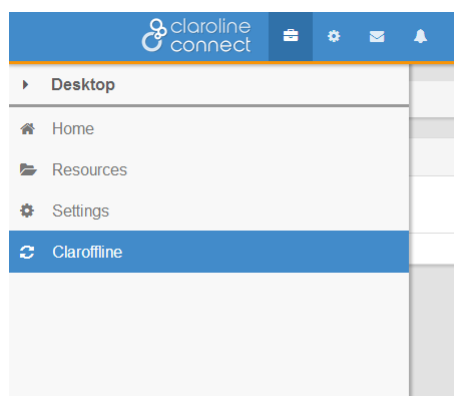 claroline
connect
Desktop
Home
Resources
Settings
Claroffline